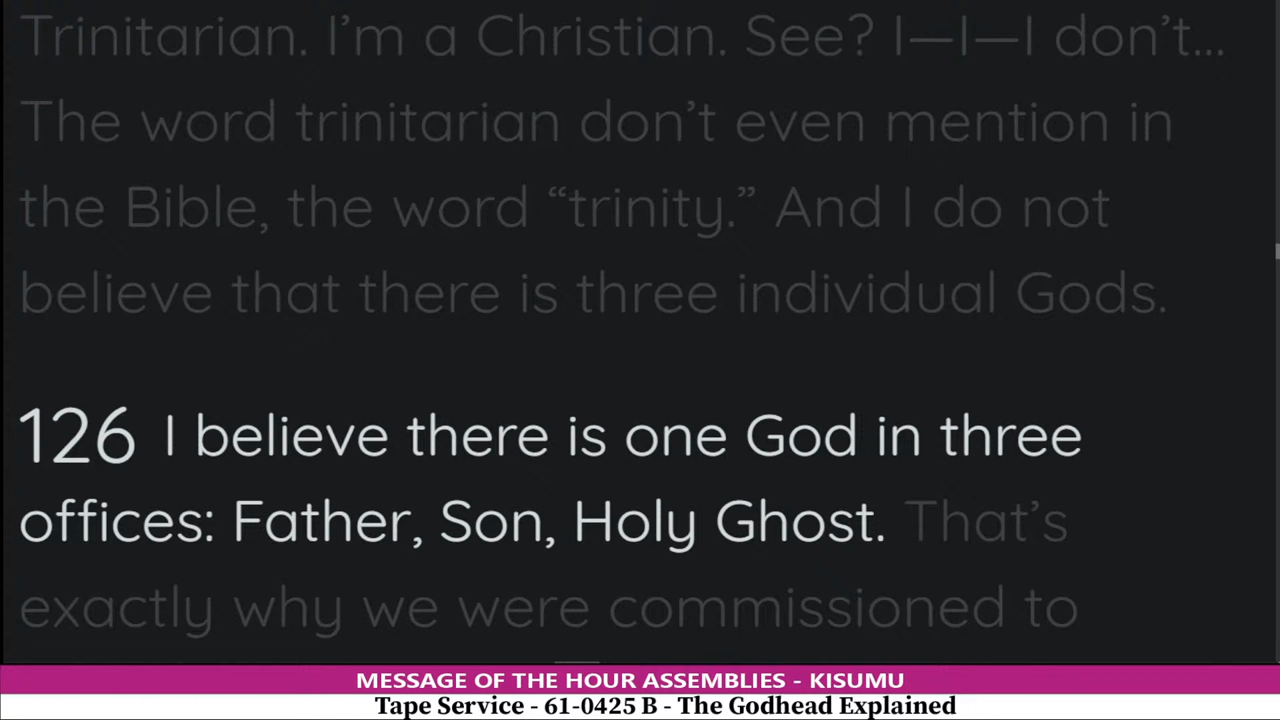 Trinitarian. I’m a Christian. See? I—I—I don’t...
The word trinitarian don’t even mention in
the Bible, the word “trinity.” And I do not
believe that there is three individual Gods.
126 I believe there is one God in three
offices: Father, Son, Holy Ghost. That’s
exactly why we were commissioned to
MESSAGE OF THE HOUR ASSEMBLIES - KISUMU
Tape Service - 61-0425 B - The Godhead Explained